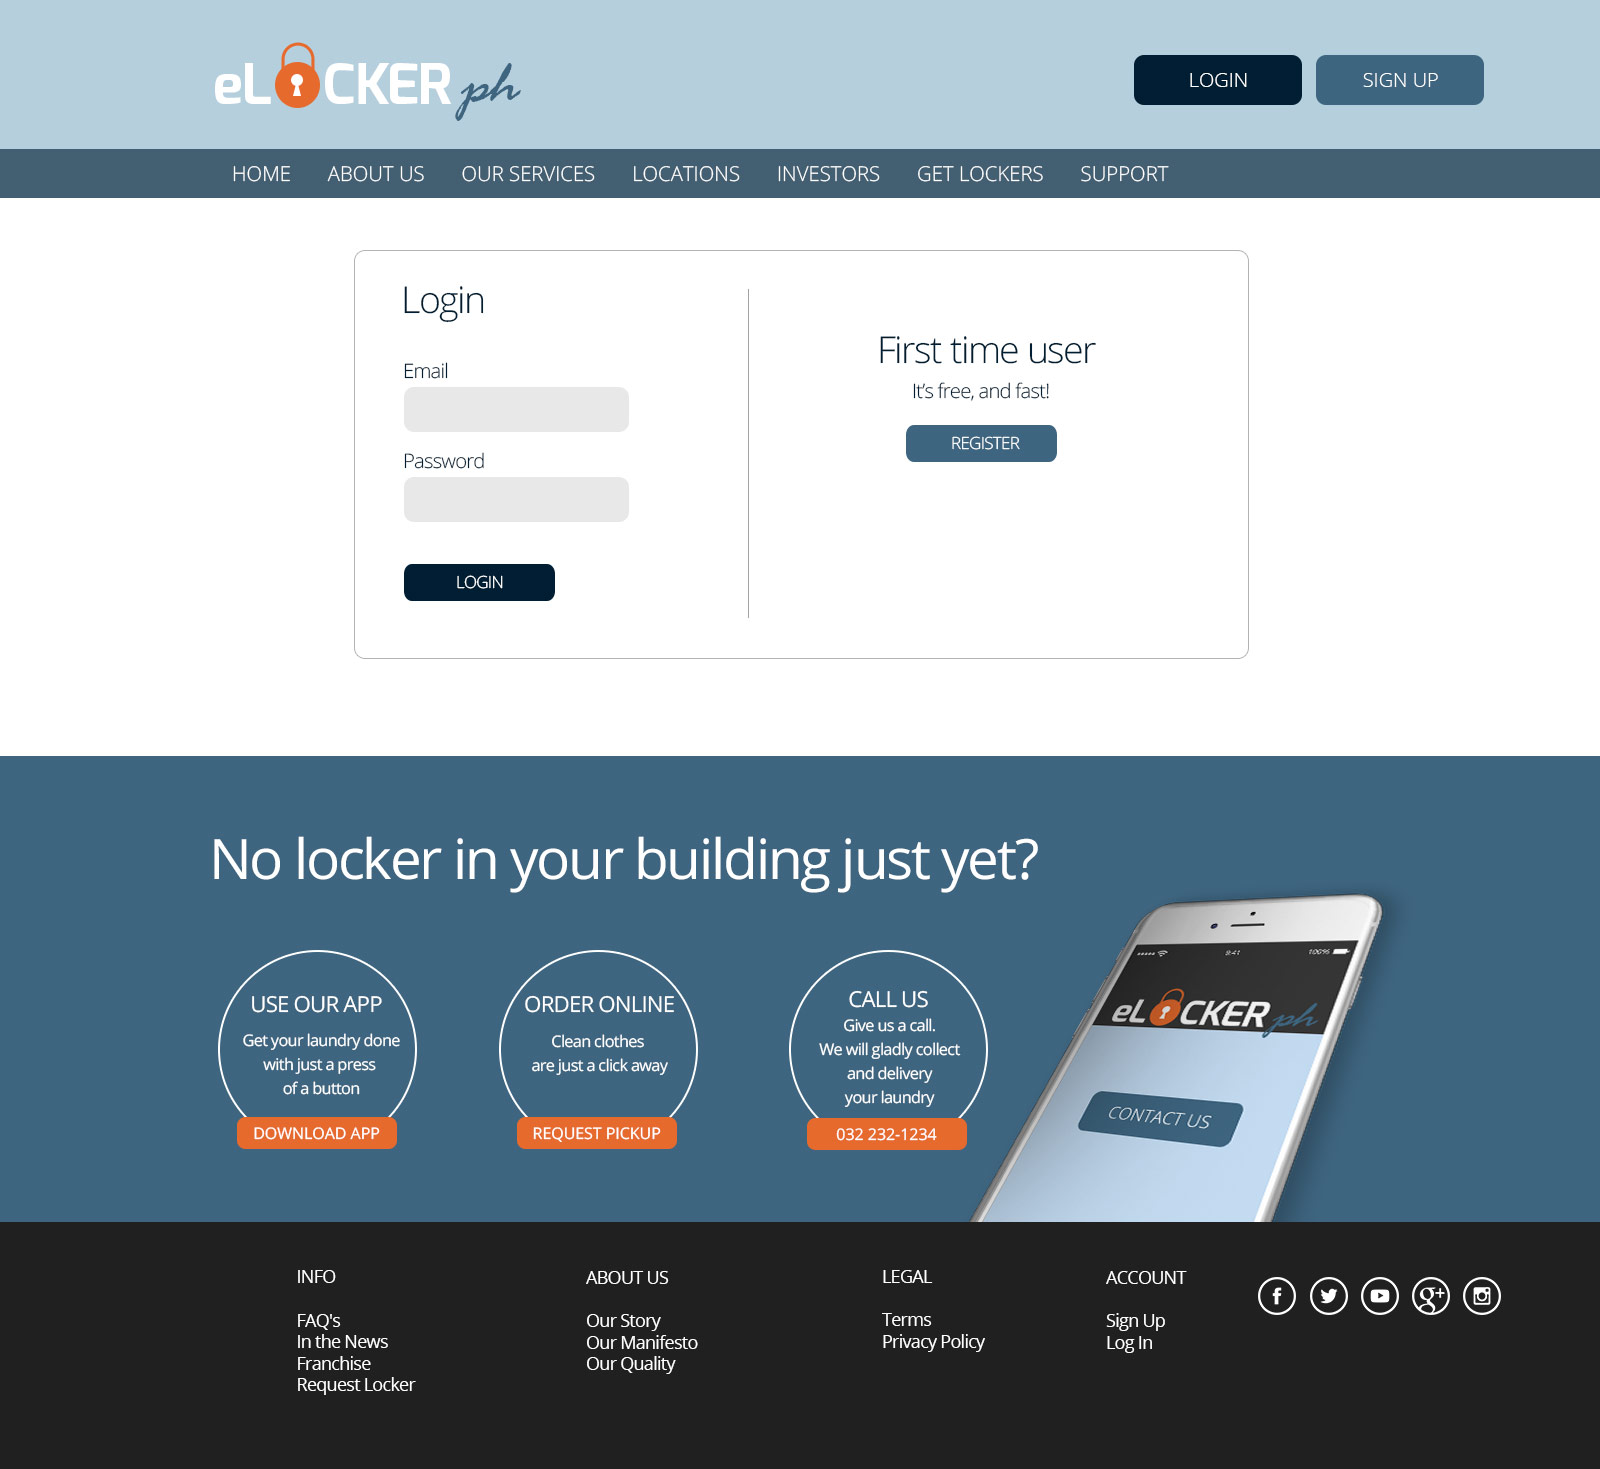 eLOCKER ph
LOGIN
SIGN UP
HOME ABOUT US OUR SERVICES LOCATIONS INVESTORS GET LOCKERS SUPPORT
Login
Email
Password
LOGIN
First time user
It's free, and fast!
REGISTER
No locker in your building just yet?
USE OUR APP
Get your laundry done
with just a press
of a button
DOWNLOAD APP
ORDER ONLINE
Clean clothes
are just a click away
REQUEST PICKUP
CALL US
Give us a call.
We will gladly collect
and delivery
your laundry
032 232-1234
9:41
100%
eLOCKER ph
CONTACT US
INFO
FAQ's
In the News
Franchise
Request Locker
ABOUT US
Our Story
Our Manifesto
Our Quality
LEGAL
Terms
Privacy Policy
ACCOUNT
Sign Up
Log In
f
g+